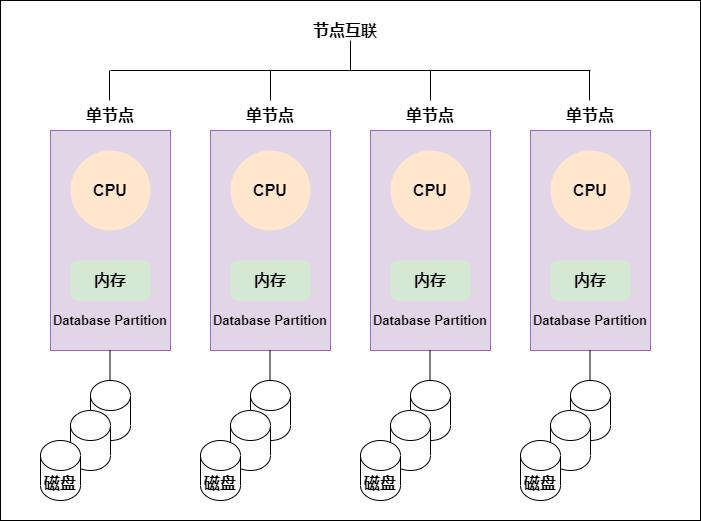 节点互联
单节点 单节点 单节点 单节点
CPU CPU CPU CPU
内存 内存 内存 内存
Database Partition Database Partition Database Partition Database Partition
磁盘 磁盘 磁盘 磁盘